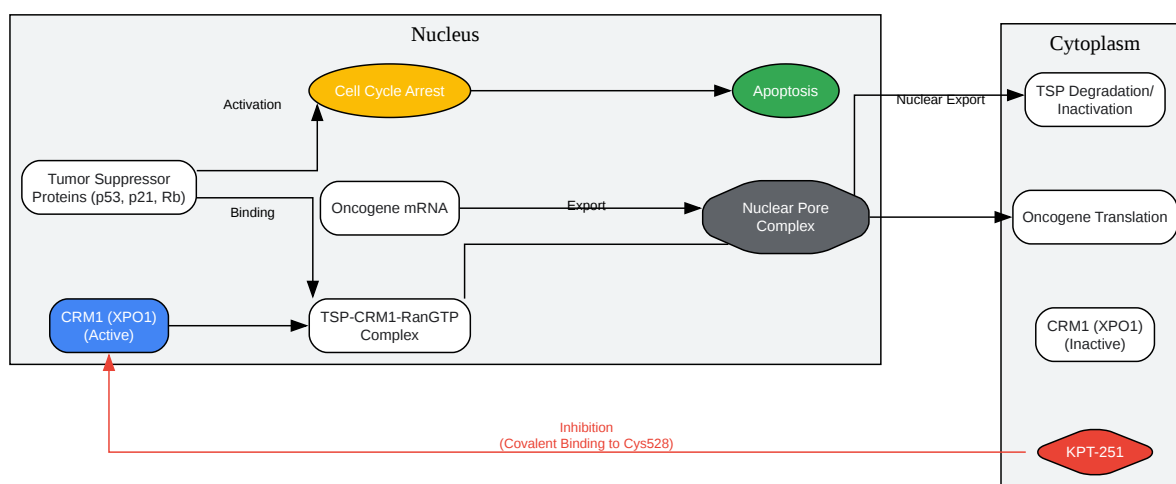 Nucleus
Cytoplasm
Cell Cycle Arrest
Apoptosis
TSP Degradation/
Inactivation
Activation
Nuclear Export
Tumor Suppressor
Proteins (p53, p21, Rb)
Binding
Oncogene mRNA
Export
Nuclear Pore
Complex
Oncogene Translation
CRM1 (XPO1)
(Active)
TSP-CRM1-RanGTP
Complex
CRM1 (XPO1)
(Inactive)
Inhibition
(Covalent Binding to Cys528)
KPT-251